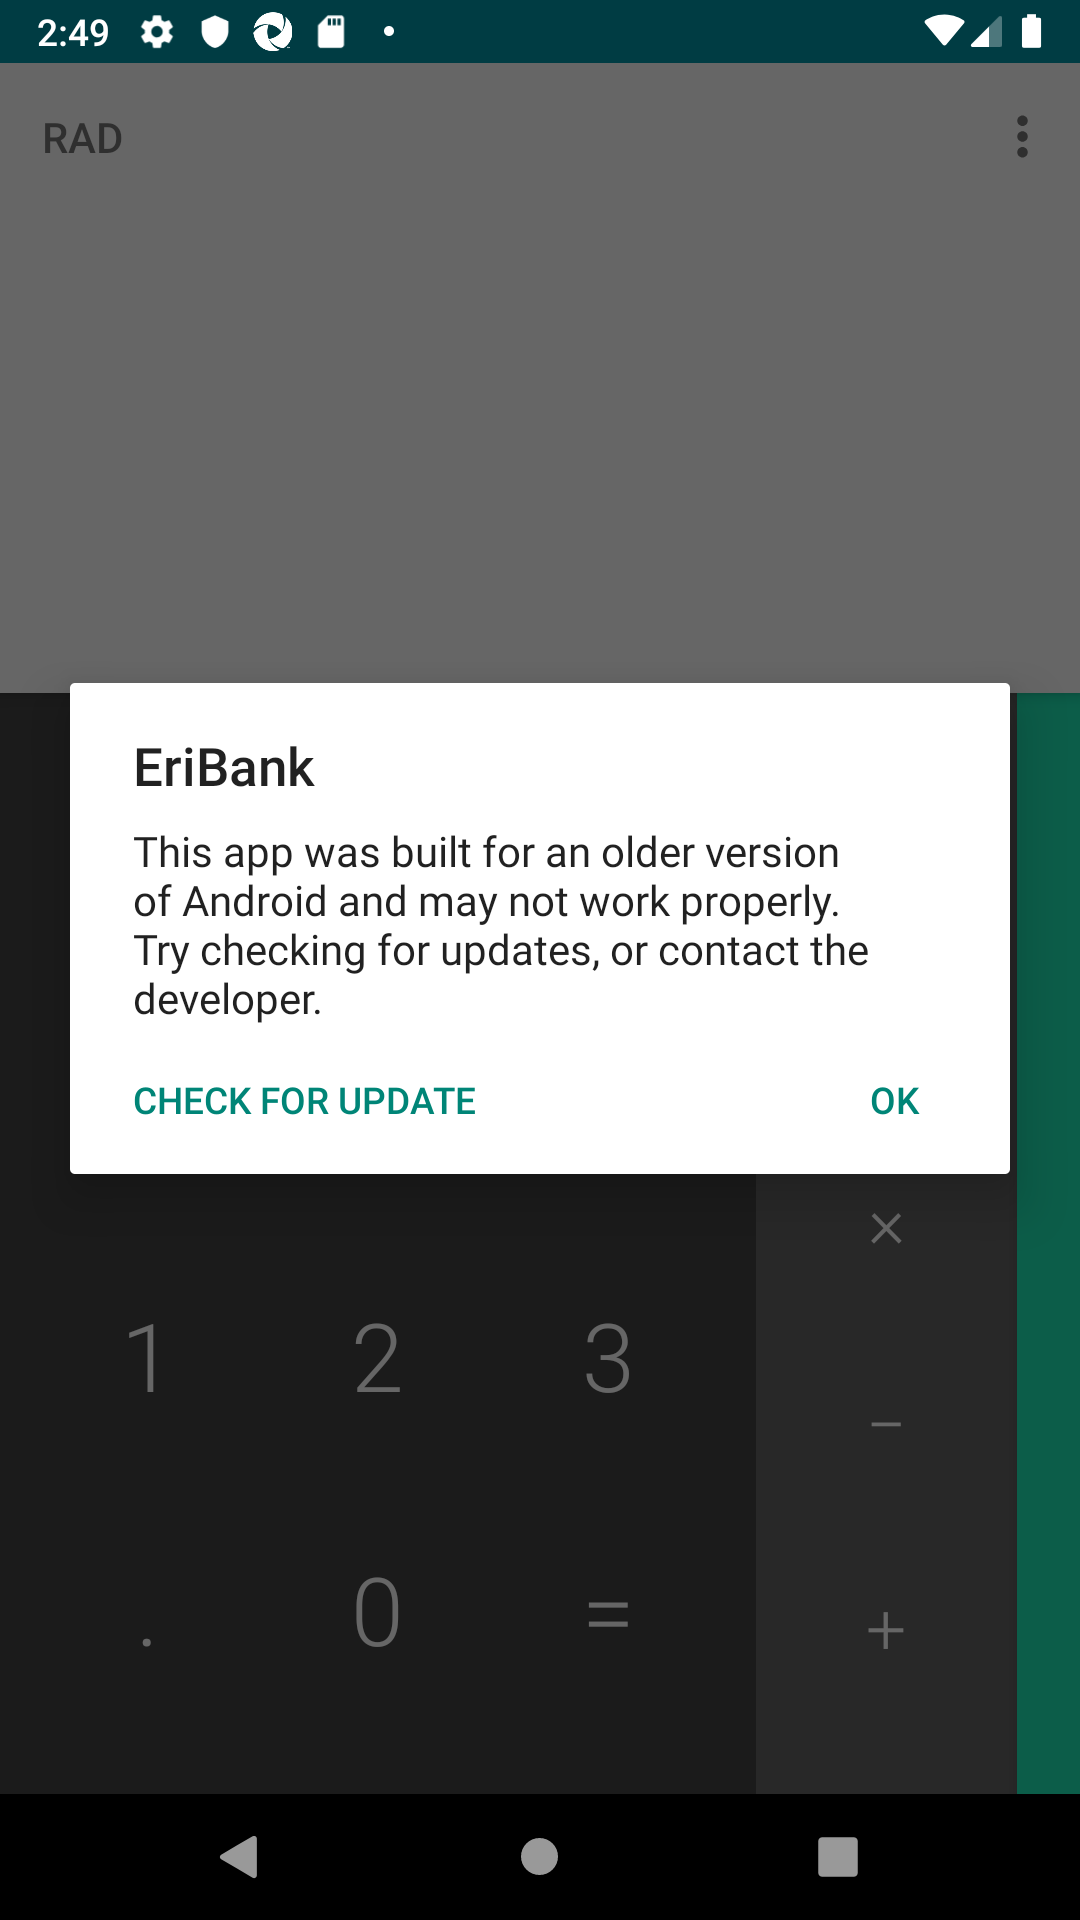 2:49
RAD
EriBank
This app was built for an older version
of Android and may not work properly.
Try checking for updates, or contact the
developer.
CHECK FOR UPDATE OK
×
1 2 3
−
. 0 =
+